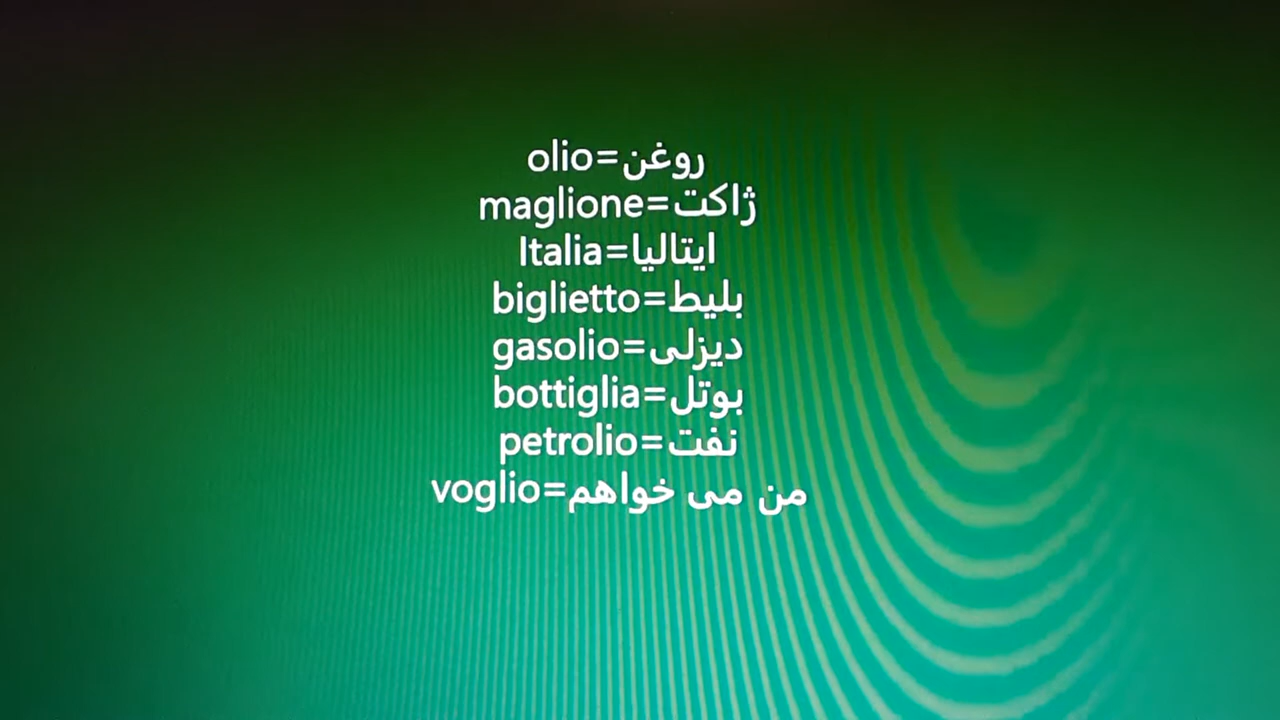 olio=روغن
maglione=ژاکت
Italia=ایتالیا
biglietto=بلیط
gasolio=دیزلی
bottiglia=بوتل
petrolio=نفت
voglio=من می خواهم